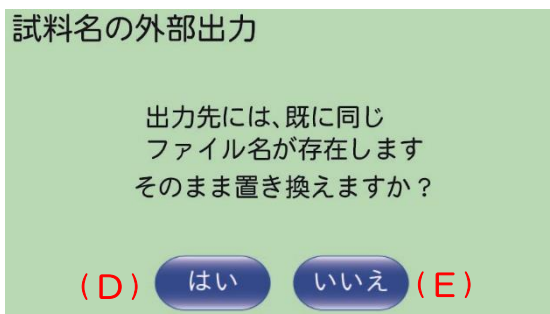 試料名の外部出力
出力先には、既に同じ
ファイル名が存在します
そのまま置き換えますか？
(D) はい いいえ (E)